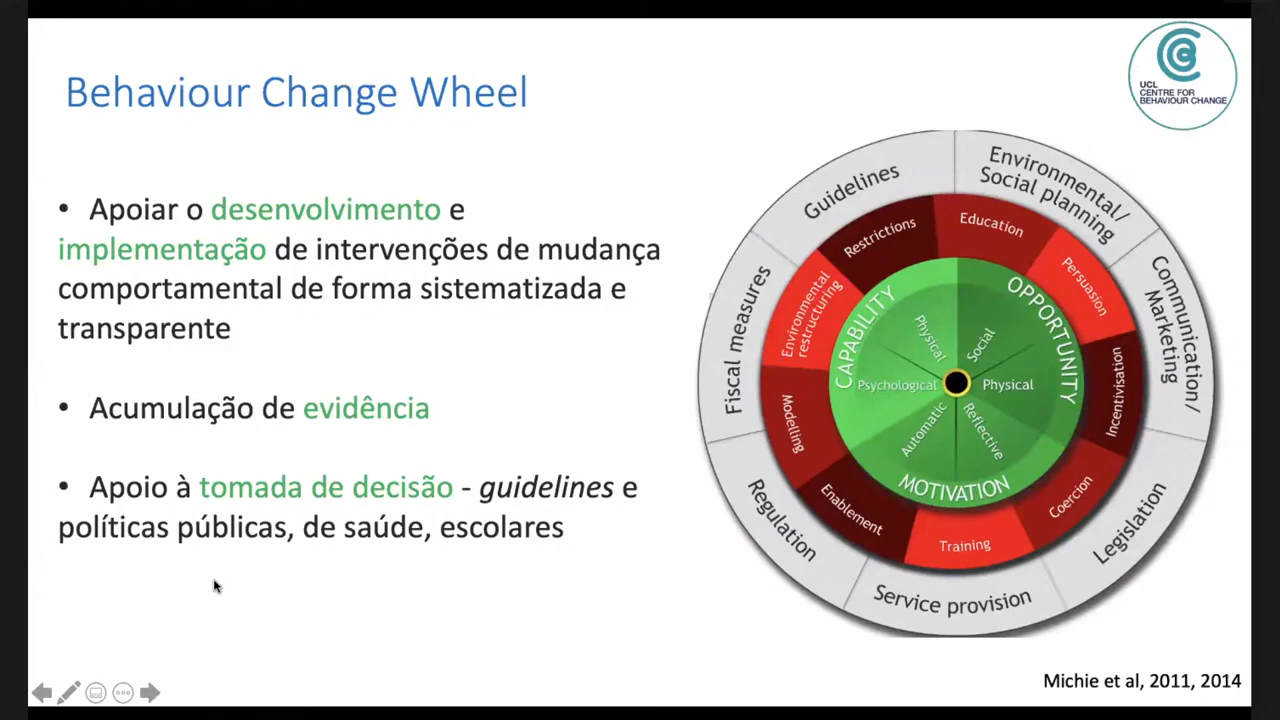 UCL
CENTRE FOR
BEHAVIOUR CHANGE
Behaviour Change Wheel
• Apoiar o desenvolvimento e
implementação de intervenções de mudança
comportamental de forma sistematizada e
transparente
• Acumulação de evidência
• Apoio à tomada de decisão - guidelines e
políticas públicas, de saúde, escolares
Guidelines
Environmental/
Social planning
Communication/
Marketing
Legislation
Service provision
Regulation
Fiscal measures
Restrictions
Education
Persuasion
Incentivisation
Coercion
Training
Enablement
Modelling
Environmental
restructuring
CAPABILITY
OPPORTUNITY
MOTIVATION
Physical
Social
Psychological
Physical
Automatic
Reflective
Michie et al, 2011, 2014